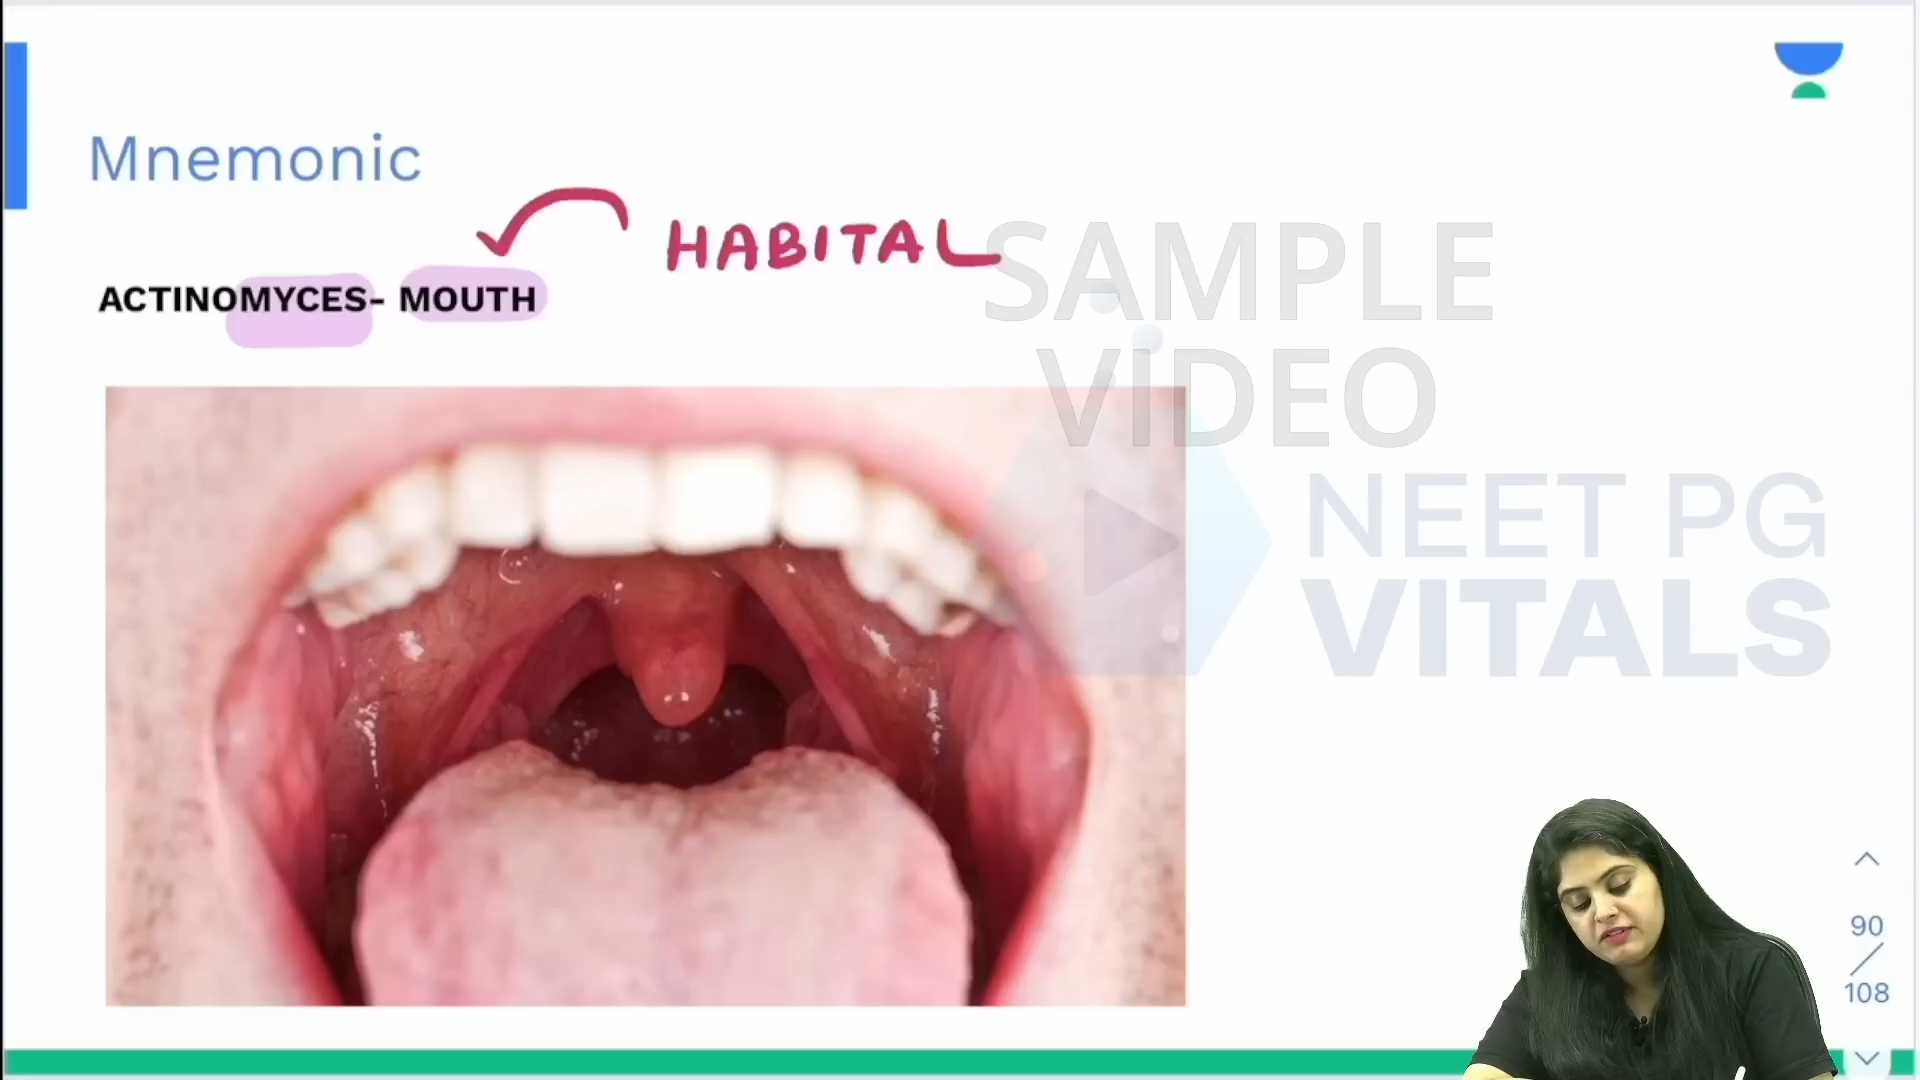 Mnemonic
HABITAL
ACTINOMYCES- MOUTH
SAMPLE
VIDEO
NEET PG
VITALS
90
108